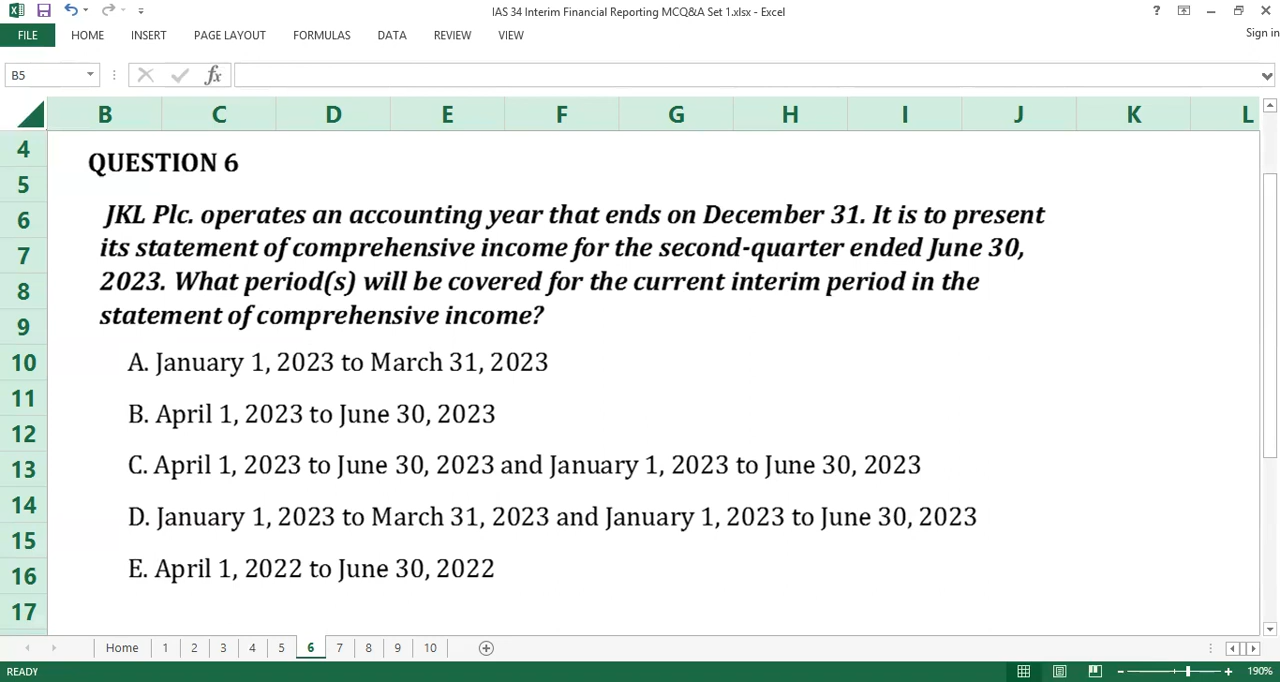 IAS 34 Interim Financial Reporting MCQ&A Set 1.xlsx - Excel
?
Sign in
FILE HOME INSERT PAGE LAYOUT FORMULAS DATA REVIEW VIEW
B5 fx
B C D E F G H I J K L
4
5
6
7
8
9
10
11
12
13
14
15
16
17
QUESTION 6
JKL Plc. operates an accounting year that ends on December 31. It is to present
its statement of comprehensive income for the second-quarter ended June 30,
2023. What period(s) will be covered for the current interim period in the
statement of comprehensive income?
A. January 1, 2023 to March 31, 2023
B. April 1, 2023 to June 30, 2023
C. April 1, 2023 to June 30, 2023 and January 1, 2023 to June 30, 2023
D. January 1, 2023 to March 31, 2023 and January 1, 2023 to June 30, 2023
E. April 1, 2022 to June 30, 2022
Home 1 2 3 4 5 6 7 8 9 10
READY 190%